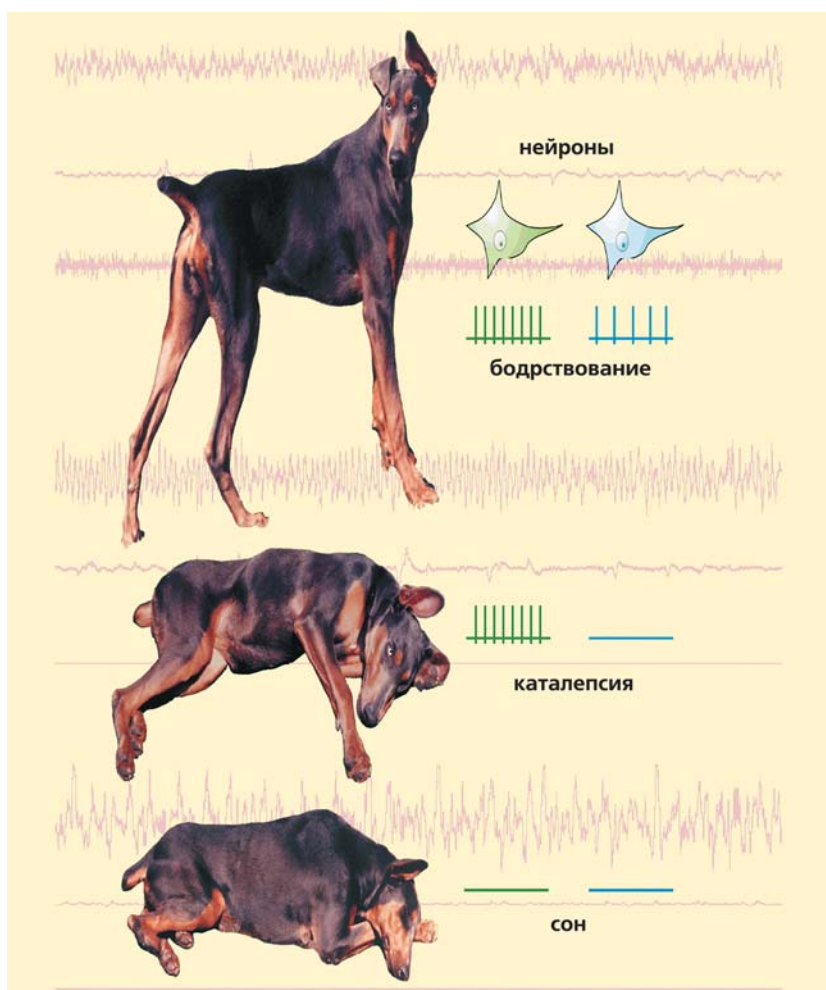 нейроны
бодрствование
каталепсия
сон